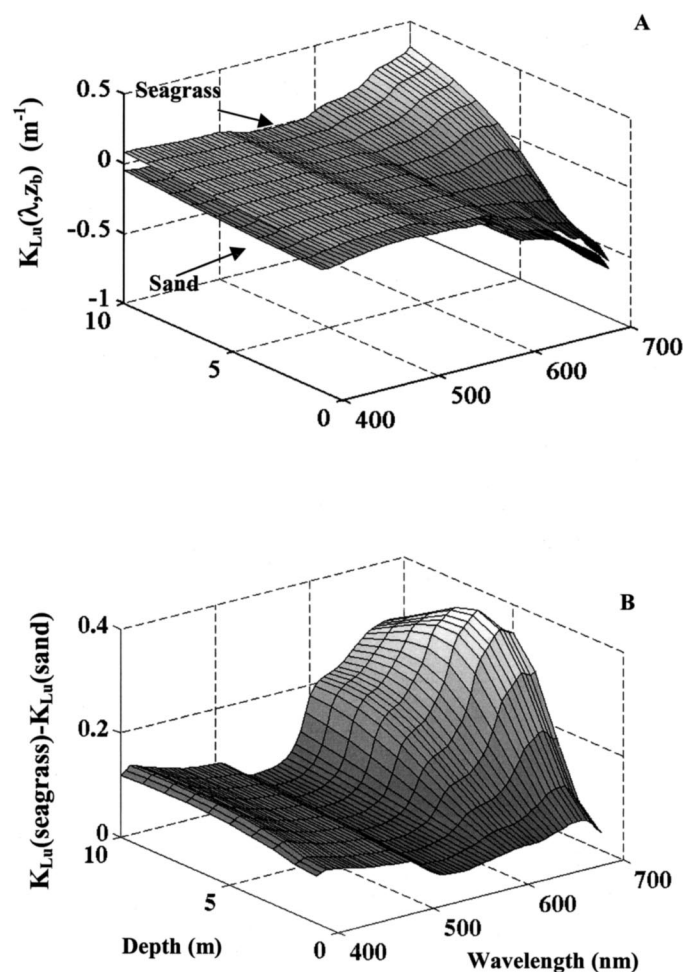 A
K_Lu(λ,z_b) (m^-1)
0.5
0
-0.5
-1
Seagrass
Sand
10
5
0
400
500
600
700
B
K_Lu(seagrass)-K_Lu(sand)
0.4
0.2
0
10
5
0
400
500
600
700
Depth (m)
Wavelength (nm)